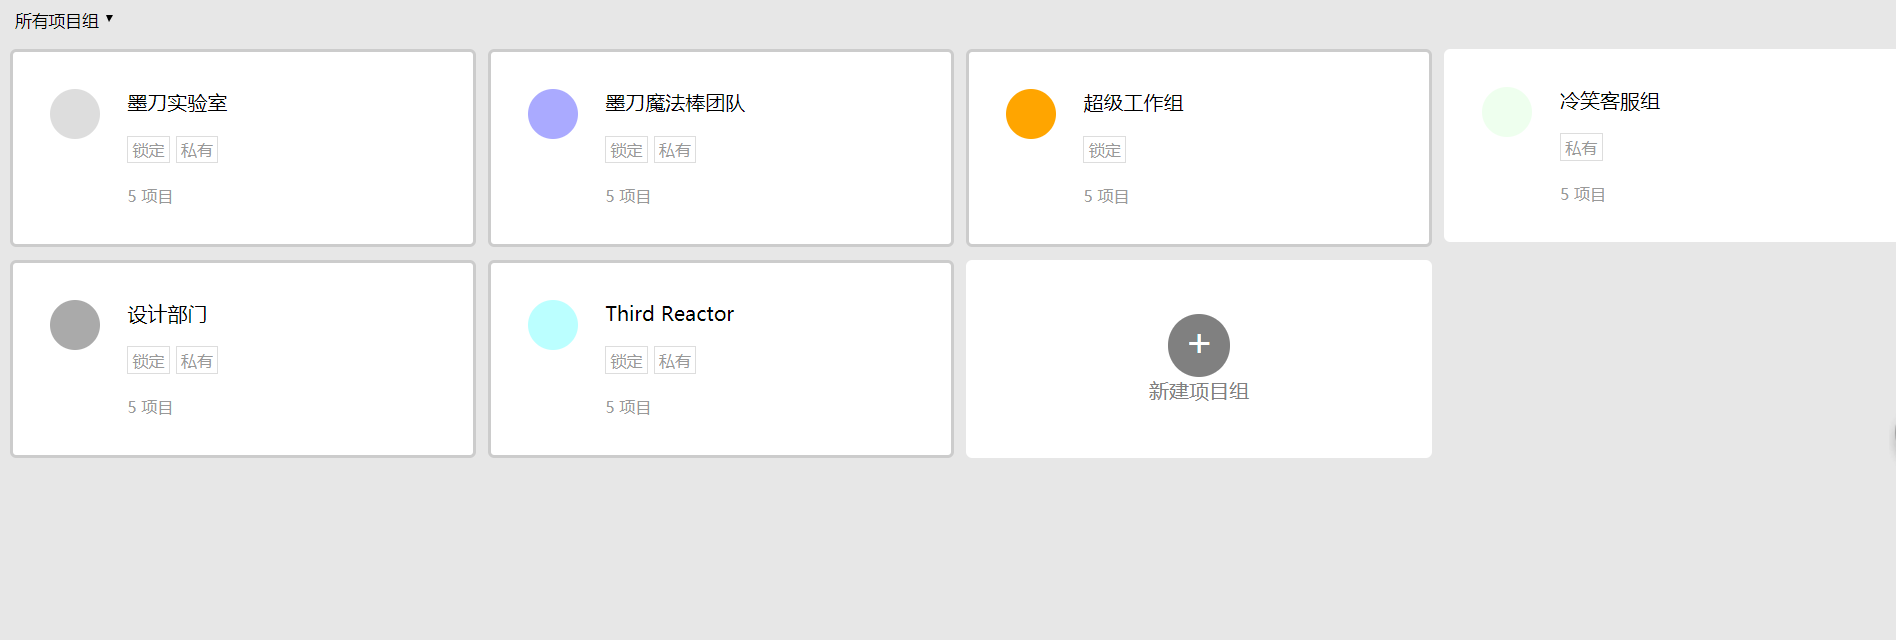 所有项目组 ▼
墨刀实验室
锁定 私有
5 项目
墨刀魔法棒团队
锁定 私有
5 项目
超级工作组
锁定
5 项目
冷笑客服组
私有
5 项目
设计部门
锁定 私有
5 项目
Third Reactor
锁定 私有
5 项目
+
新建项目组